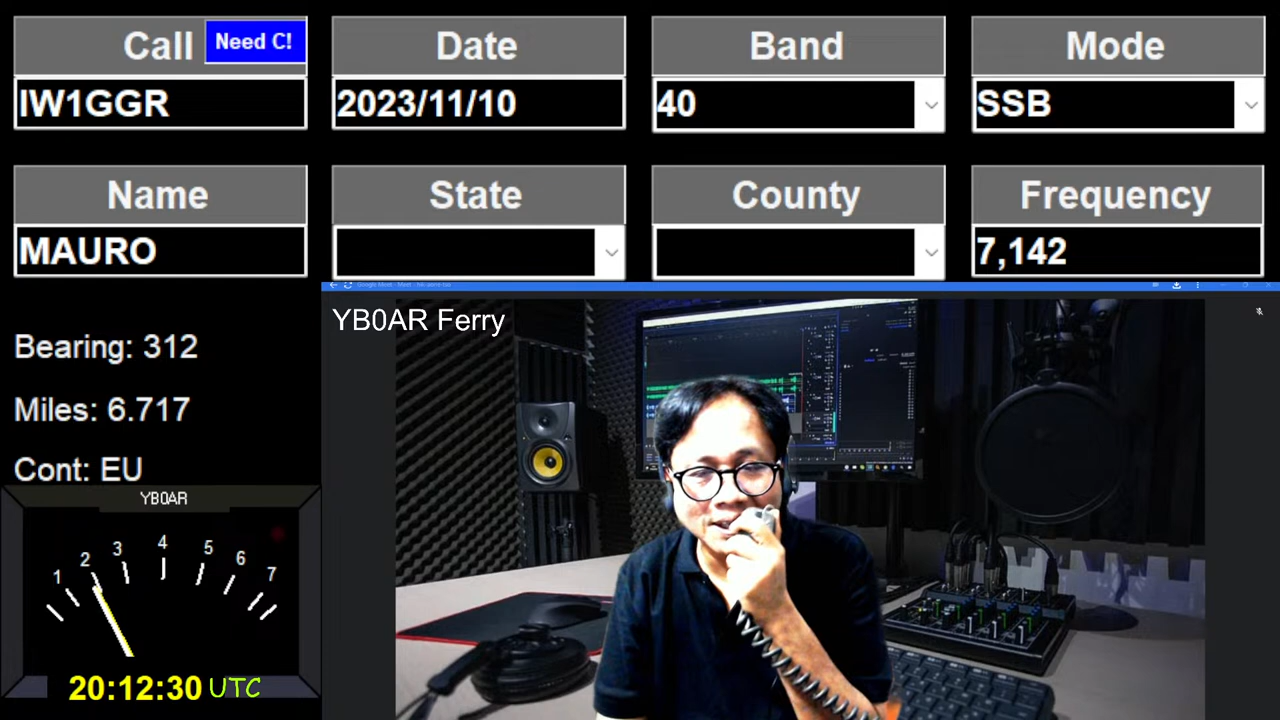 Call
Need C!
Date
Band
Mode
IW1GGR
2023/11/10
40
SSB
Name
State
County
Frequency
MAURO
7,142
YB0AR Ferry
Bearing: 312
Miles: 6.717
Cont: EU
YB0AR
1 2 3 4 5 6 7
20:12:30 UTC